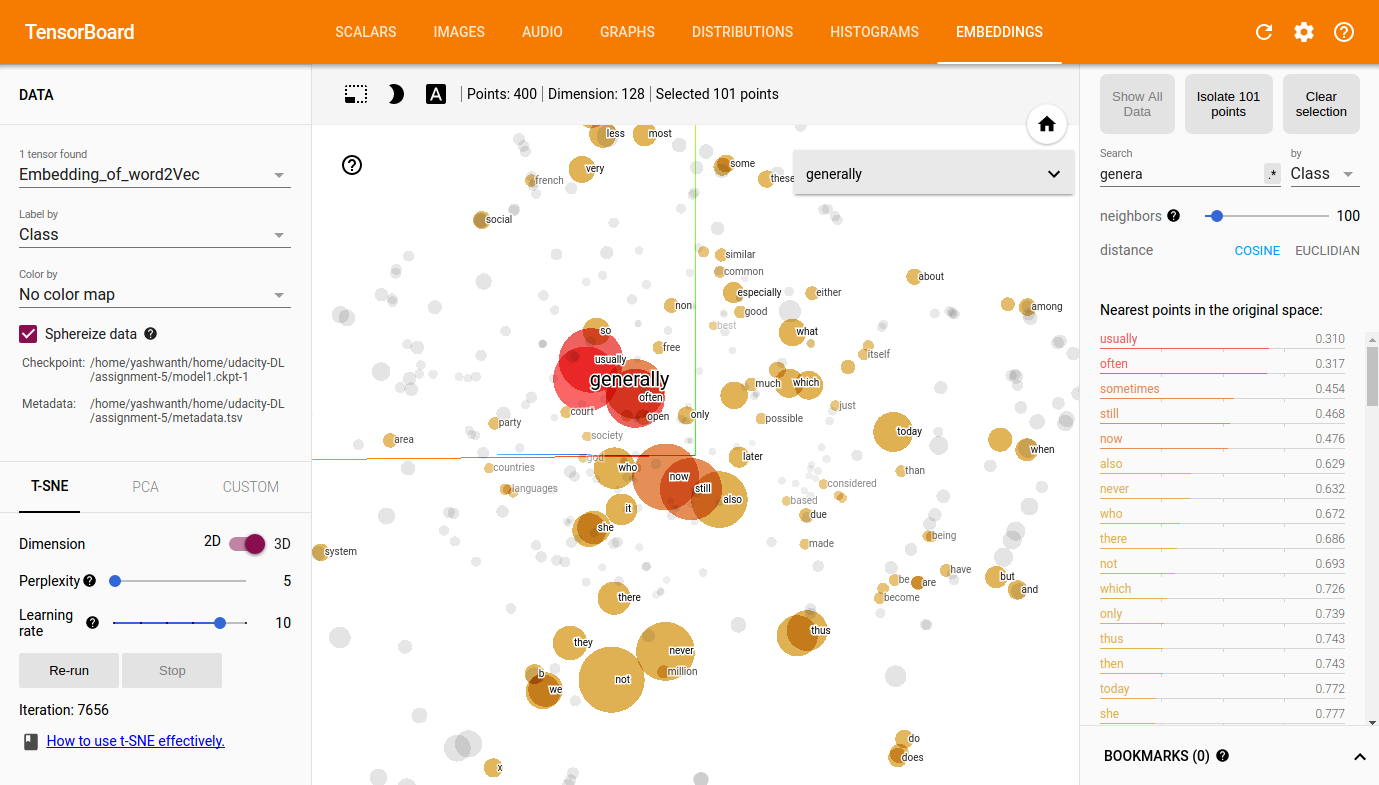 TensorBoard
SCALARS IMAGES AUDIO GRAPHS DISTRIBUTIONS HISTOGRAMS EMBEDDINGS
DATA
1 tensor found
Embedding_of_word2Vec
Label by
Class
Color by
No color map
Sphereize data
Checkpoint: /home/yashwanth/home/udacity-DL
/assignment-5/model1.ckpt-1
Metadata: /home/yashwanth/home/udacity-DL
/assignment-5/metadata.tsv
T-SNE PCA CUSTOM
Dimension 2D 3D
Perplexity 5
Learning
rate 10
Re-run Stop
Iteration: 7656
How to use t-SNE effectively.
A Points: 400 Dimension: 128 Selected 101 points
generally
less most
some
very
these
french
social
similar
common
about
especially either
non good among
best
so what
free
usually itself
generally
much which
often
just
court open only possible
party
today
society
area
god when
later
countries who than
now
considered
languages still
also
based
it due
she
being
made
system
have
but
be are
and
there become
thus
they
never
million
b
not
we
do
does
x
Show All
Data
Isolate 101
points
Clear
selection
Search by
genera .* Class
neighbors 100
distance COSINE EUCLIDIAN
Nearest points in the original space:
usually 0.310
often 0.317
sometimes 0.454
still 0.468
now 0.476
also 0.629
never 0.632
who 0.672
there 0.686
not 0.693
which 0.726
only 0.739
thus 0.743
then 0.743
today 0.772
she 0.777
BOOKMARKS (0)